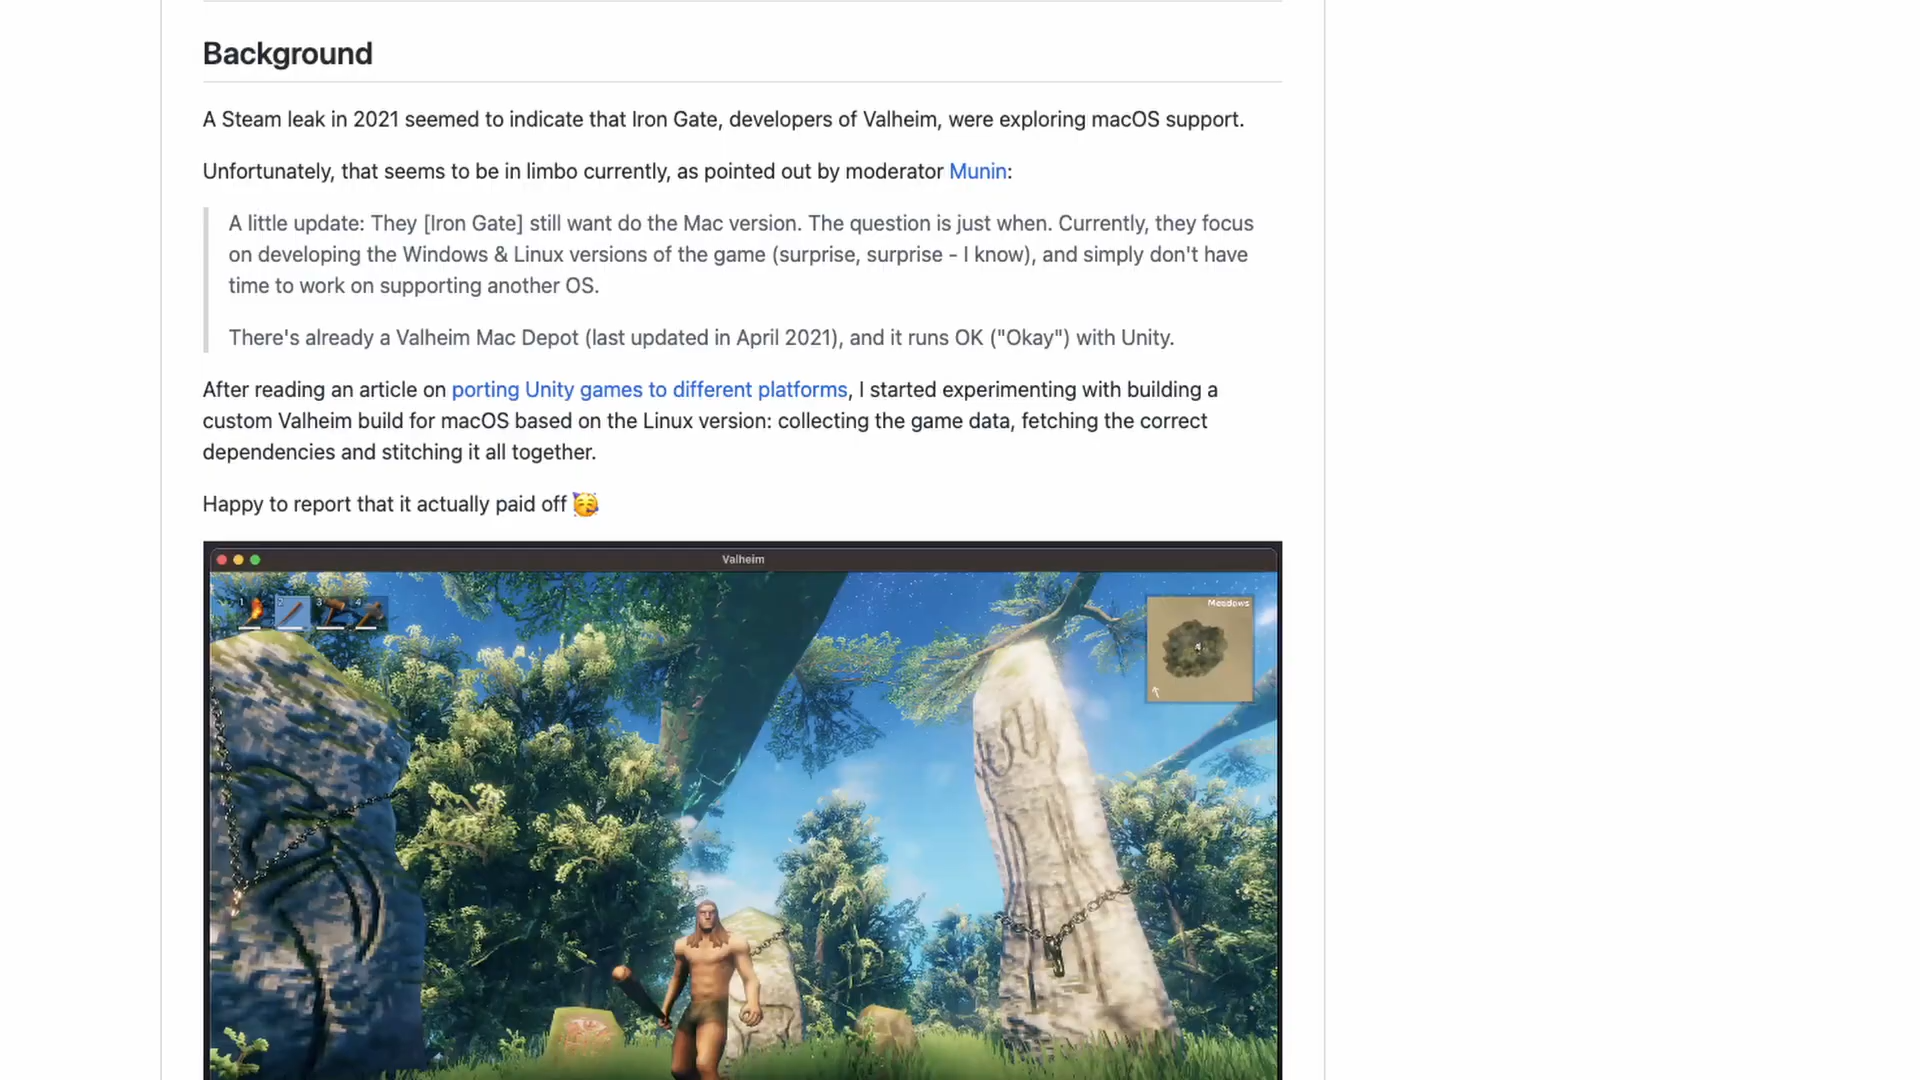 Background
A Steam leak in 2021 seemed to indicate that Iron Gate, developers of Valheim, were exploring macOS support.
Unfortunately, that seems to be in limbo currently, as pointed out by moderator Munin:
A little update: They [Iron Gate] still want do the Mac version. The question is just when. Currently, they focus
on developing the Windows & Linux versions of the game (surprise, surprise - I know), and simply don't have
time to work on supporting another OS.
There's already a Valheim Mac Depot (last updated in April 2021), and it runs OK ("Okay") with Unity.
After reading an article on porting Unity games to different platforms, I started experimenting with building a
custom Valheim build for macOS based on the Linux version: collecting the game data, fetching the correct
dependencies and stitching it all together.
Happy to report that it actually paid off 🥳
Valheim
1 2 3 4
Meadows